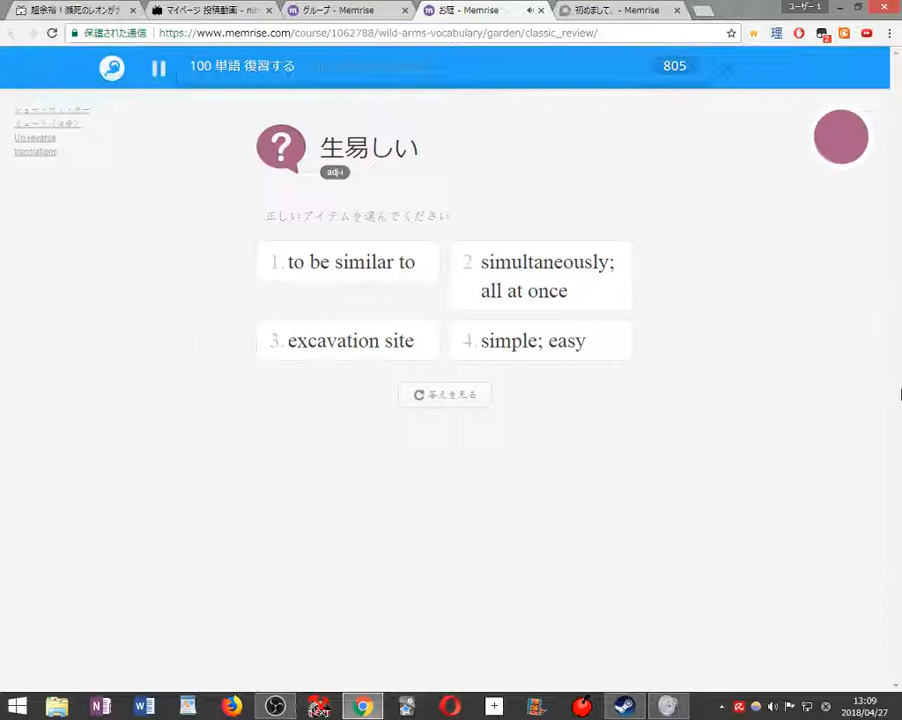 超余裕！瀕死のレオンがナ
マイページ 投稿動画 - nic
グループ - Memrise
お庭 - Memrise
初めまして、 - Memrise
ユーザー 1
保護された通信
https://www.memrise.com/course/1062788/wild-arms-vocabulary/garden/classic_review/
理
2
100 単語 復習する
805
Un-reverse
translations
生易しい
adj-i
正しいアイテムを選んでください
1. to be similar to
2 simultaneously;
all at once
3. excavation site
4. simple; easy
答えを見る
13:09
2018/04/27